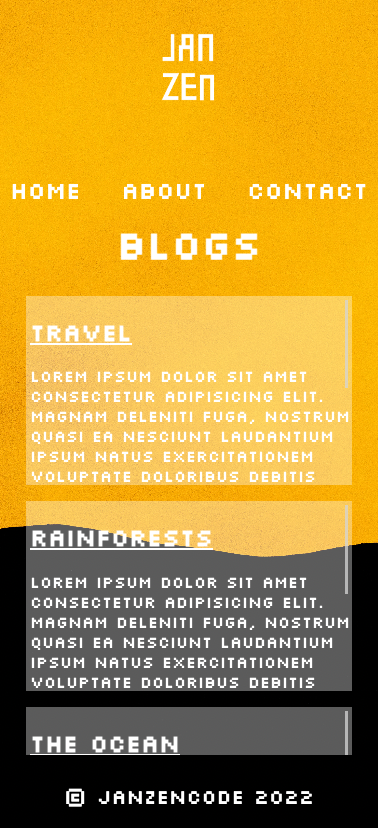 JAN
ZEN
HOME ABOUT CONTACT
BLOGS
TRAVEL
LOREM IPSUM DOLOR SIT AMET
CONSECTETUR ADIPISICING ELIT.
MAGNAM DELENITI FUGA, NOSTRUM
QUASI EA NESCIUNT LAUDANTIUM
IPSUM NATUS EXERCITATIONEM
VOLUPTATE DOLORIBUS DEBITIS
RAINFORESTS
LOREM IPSUM DOLOR SIT AMET
CONSECTETUR ADIPISICING ELIT.
MAGNAM DELENITI FUGA, NOSTRUM
QUASI EA NESCIUNT LAUDANTIUM
IPSUM NATUS EXERCITATIONEM
VOLUPTATE DOLORIBUS DEBITIS
THE OCEAN
© JANZENCODE 2022